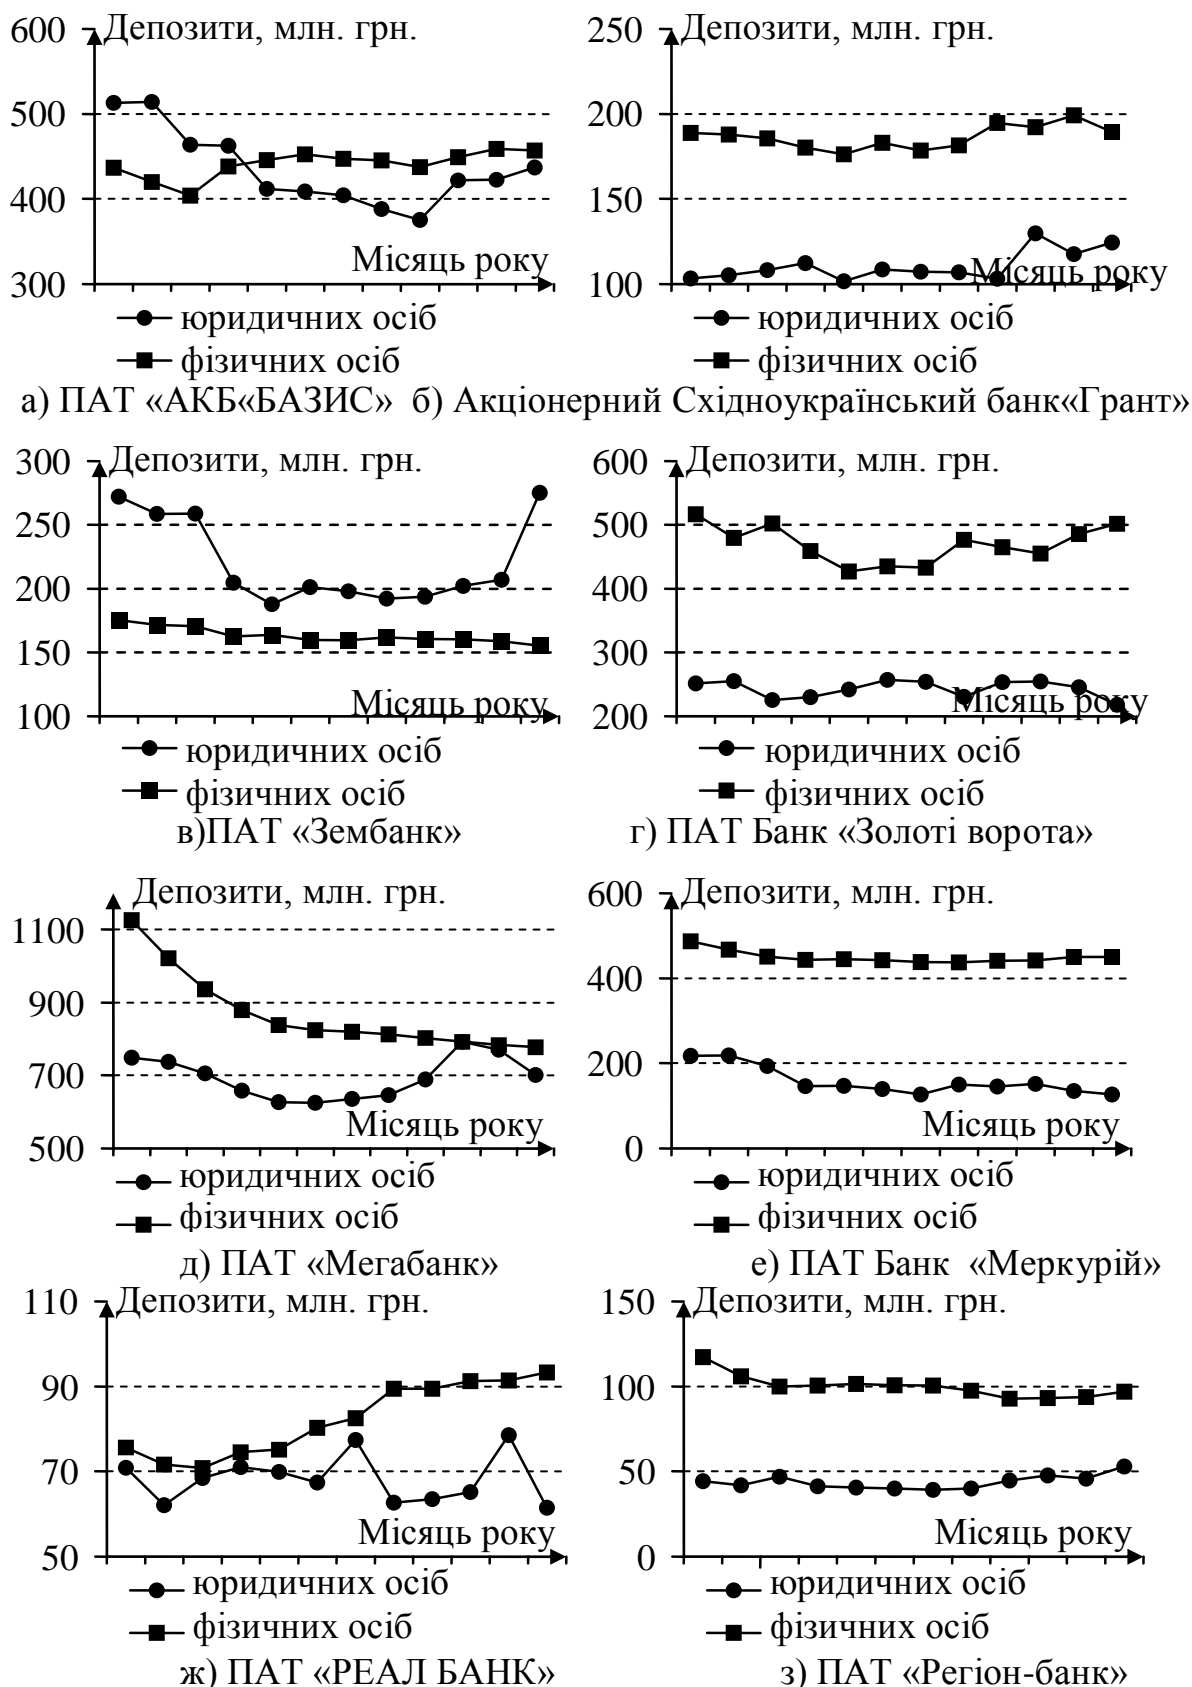 600 Депозити, млн. грн.
500
400
Місяць року
300
юридичних осіб
фізичних осіб
250 Депозити, млн. грн.
200
150
Місяць року
100
юридичних осіб
фізичних осіб
а) ПАТ «АКБ«БАЗИС» б) Акціонерний Східноукраїнський банк«Грант»
300 Депозити, млн. грн.
250
200
150
Місяць року
100
юридичних осіб
фізичних осіб
в)ПАТ «Зембанк»
600 Депозити, млн. грн.
500
400
300
Місяць року
200
юридичних осіб
фізичних осіб
г) ПАТ Банк «Золоті ворота»
Депозити, млн. грн.
1100
900
700
Місяць року
500
юридичних осіб
фізичних осіб
д) ПАТ «Мегабанк»
600 Депозити, млн. грн.
400
200
Місяць року
0
юридичних осіб
фізичних осіб
е) ПАТ Банк «Меркурій»
110 Депозити, млн. грн.
90
70
Місяць року
50
юридичних осіб
фізичних осіб
ж) ПАТ «РЕАЛ БАНК»
150 Депозити, млн. грн.
100
50
Місяць року
0
юридичних осіб
фізичних осіб
з) ПАТ «Регіон-банк»